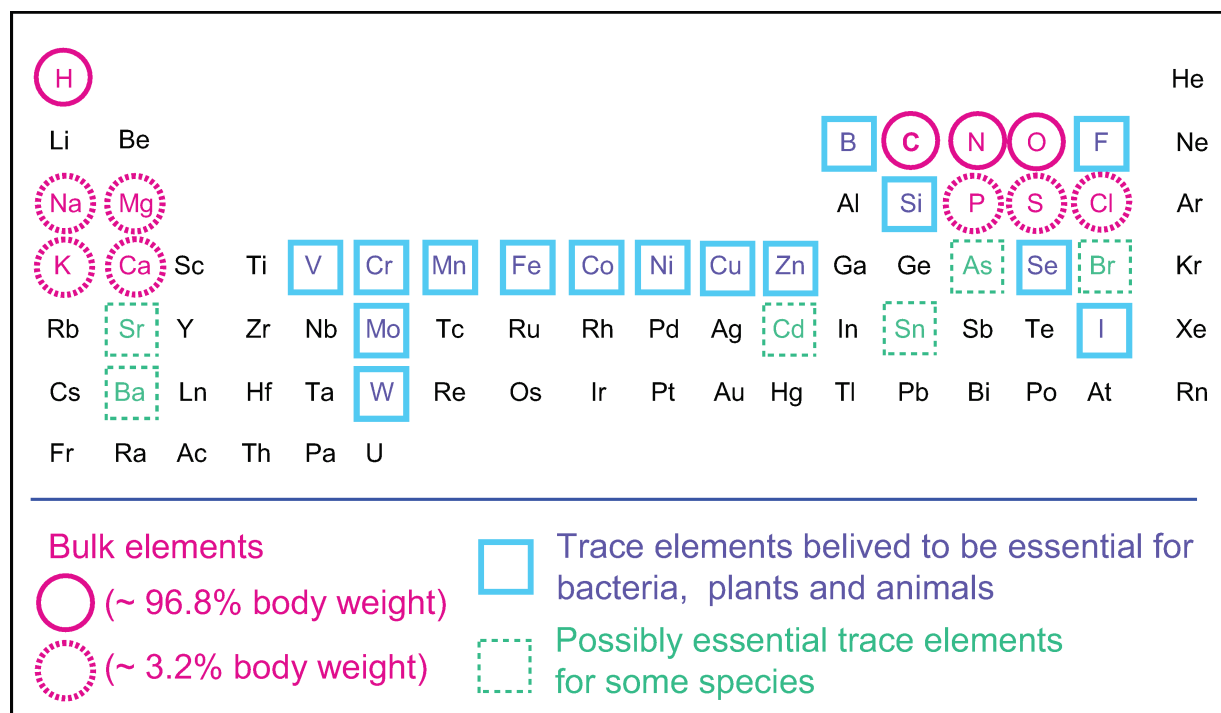 H He
Li Be B C N O F Ne
Na Mg Al Si P S Cl Ar
K Ca Sc Ti V Cr Mn Fe Co Ni Cu Zn Ga Ge As Se Br Kr
Rb Sr Y Zr Nb Mo Tc Ru Rh Pd Ag Cd In Sn Sb Te I Xe
Cs Ba Ln Hf Ta W Re Os Ir Pt Au Hg Tl Pb Bi Po At Rn
Fr Ra Ac Th Pa U
Bulk elements
(~ 96.8% body weight)
(~ 3.2% body weight)
Trace elements belived to be essential for
bacteria, plants and animals
Possibly essential trace elements
for some species